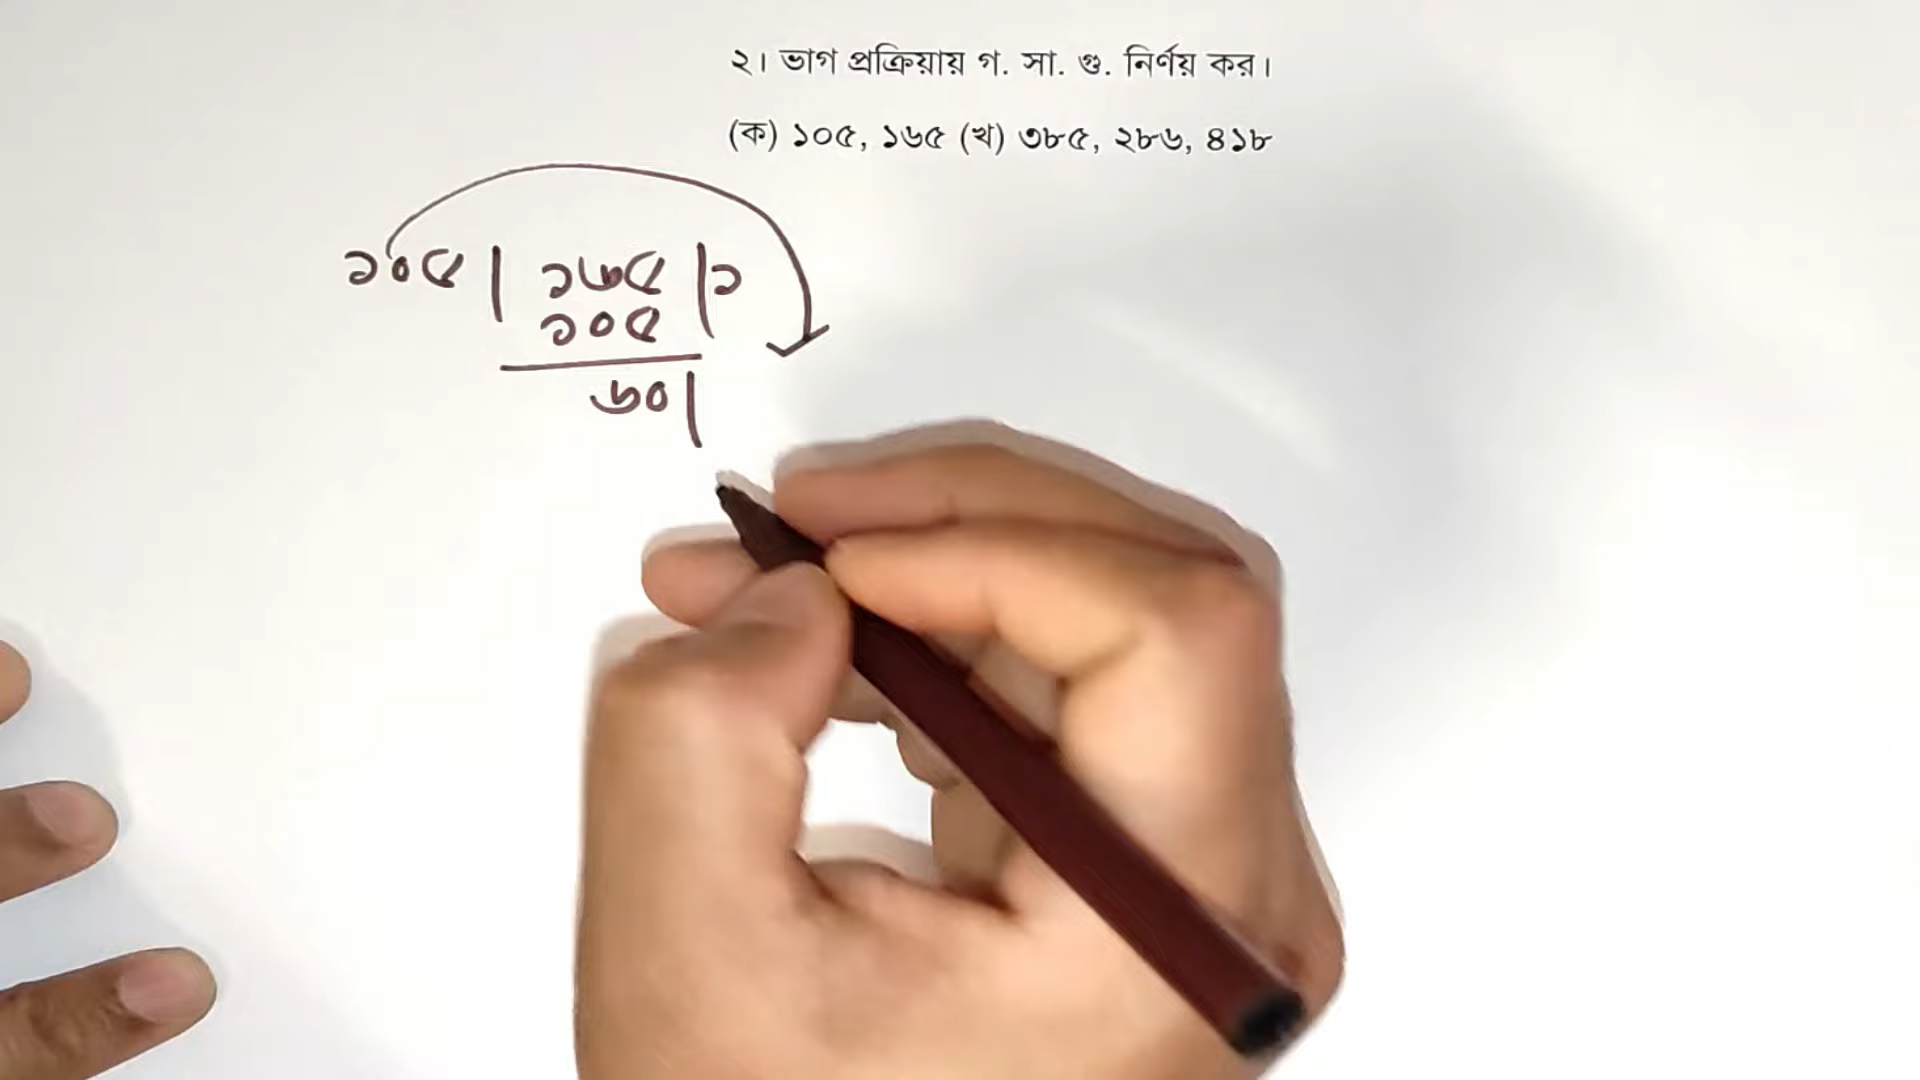 ২। ভাগ প্রক্রিয়ায় গ. সা. গু. নির্ণয় কর।
(ক) ১০৫, ১৬৫ (খ) ৩৮৫, ২৮৬, ৪১৮
১০৫ | ১৬৫ | ১
১০৫
৬০ |